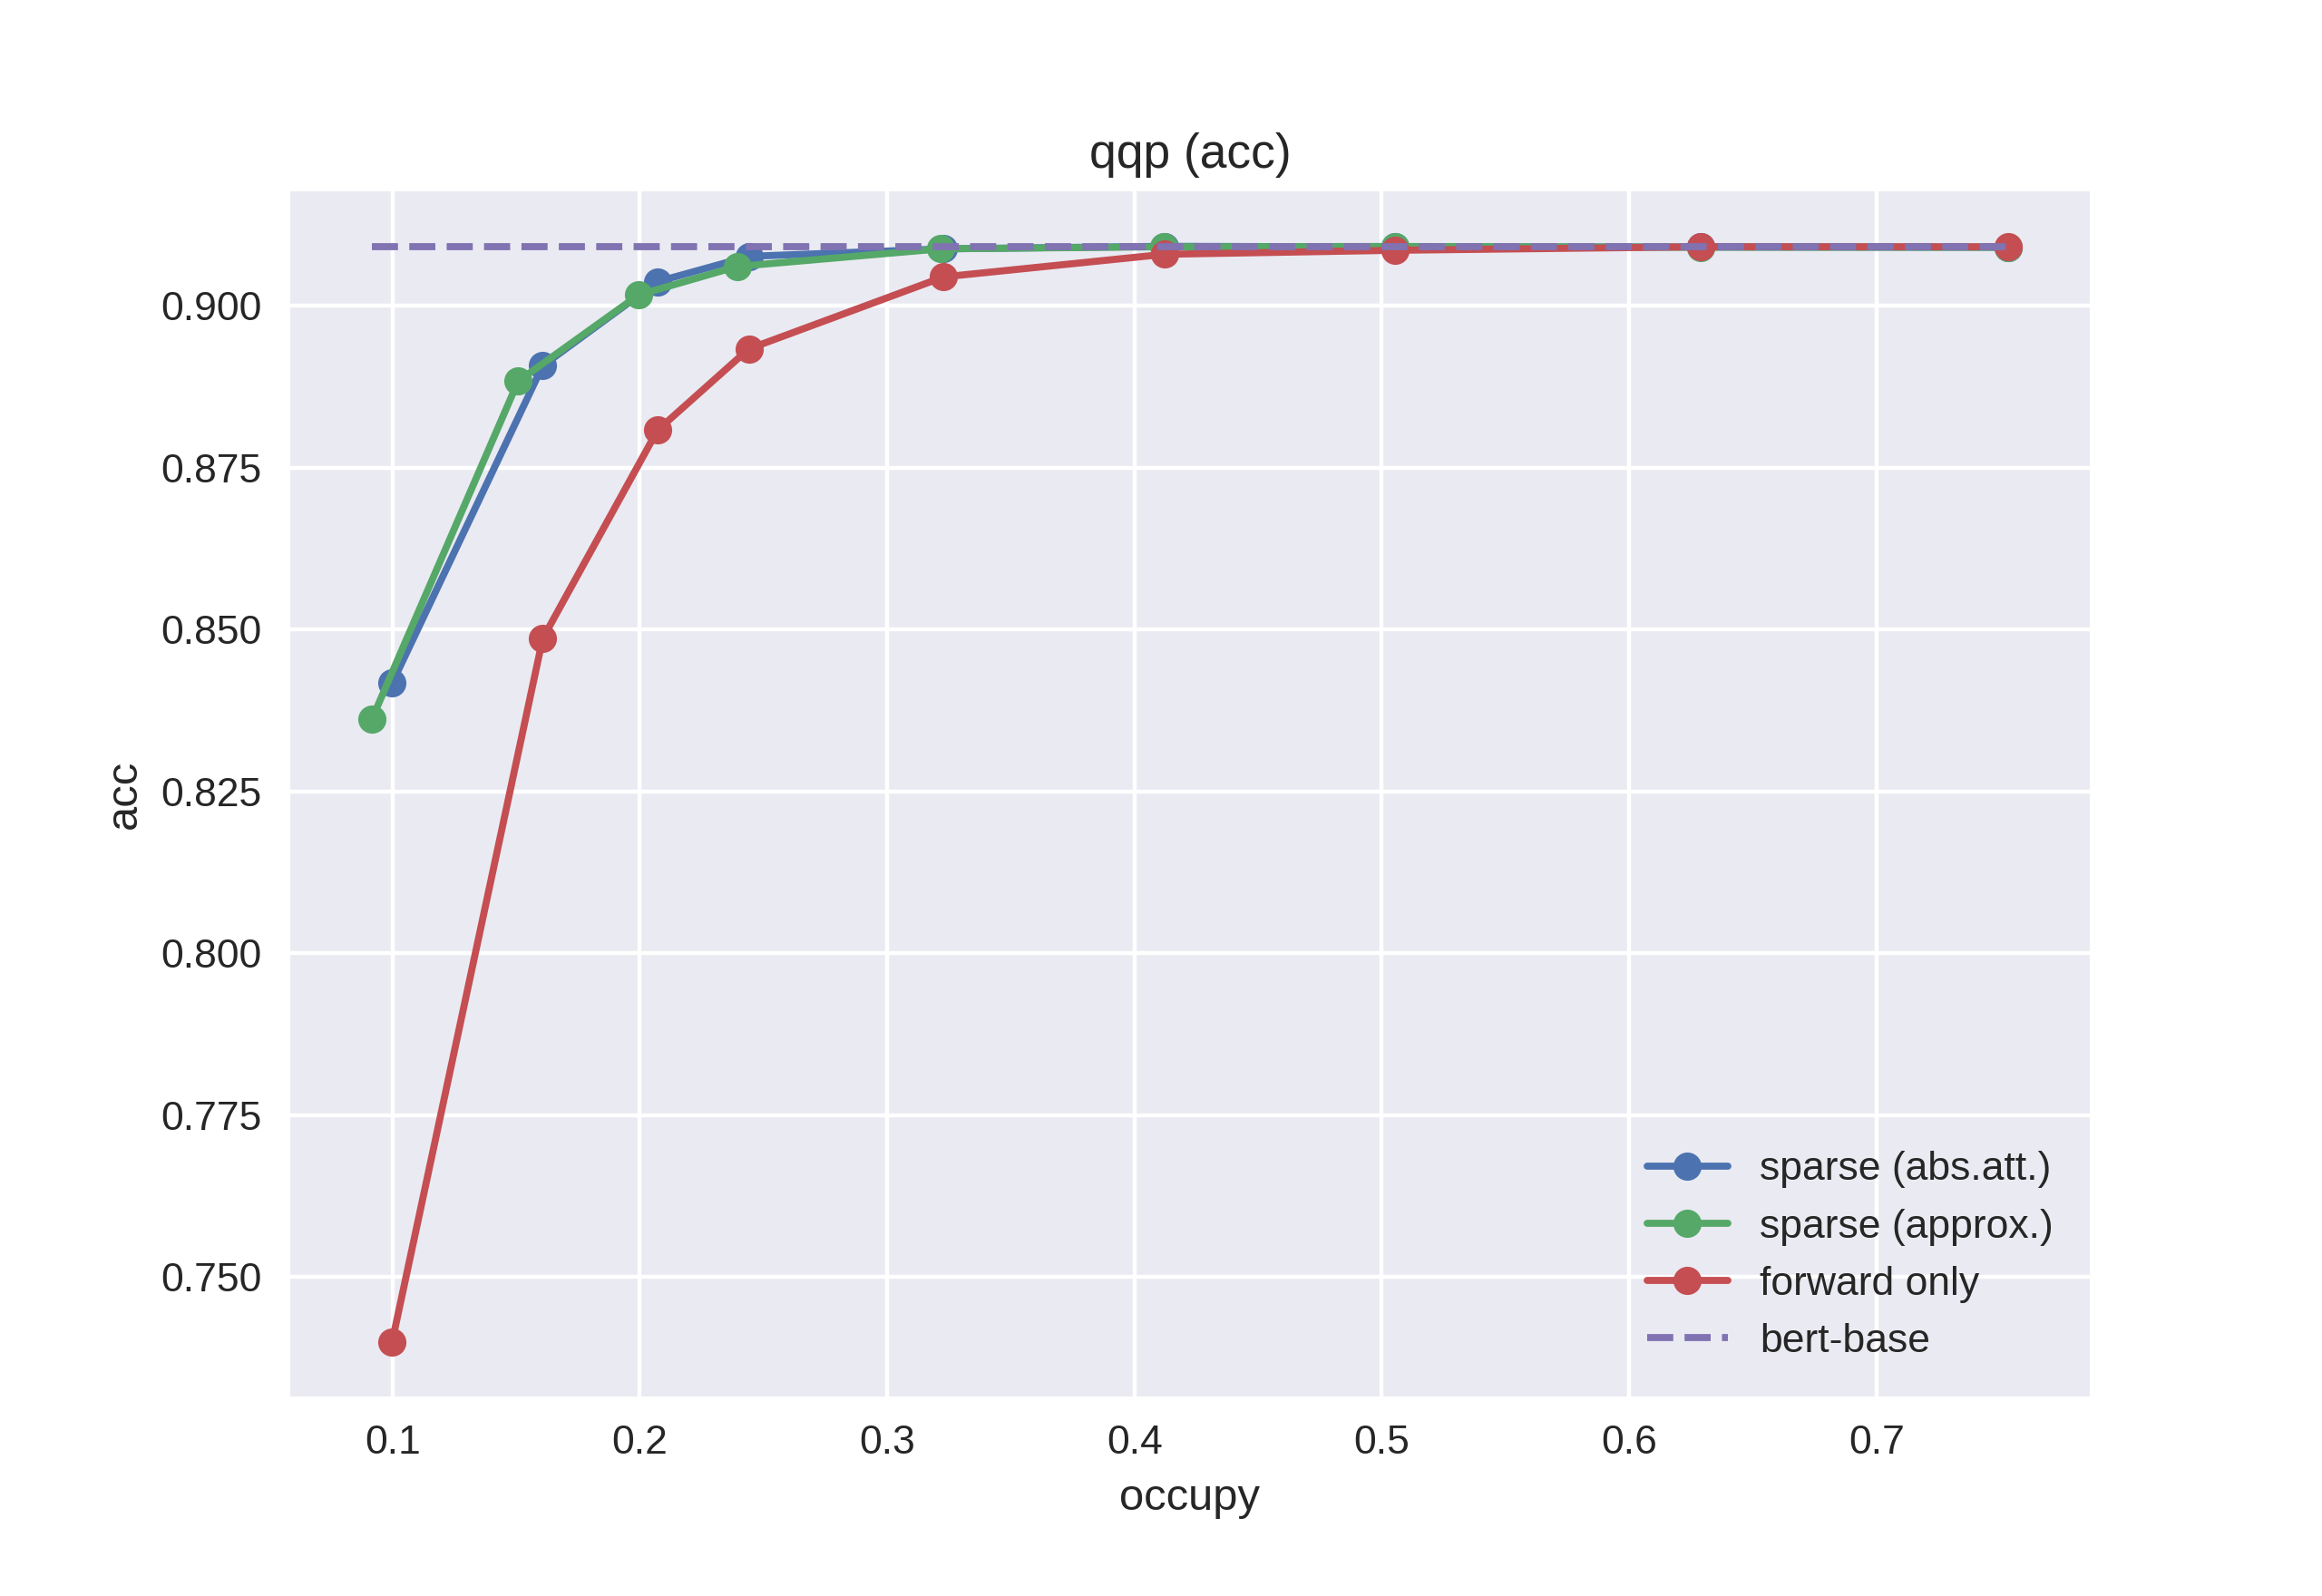 qqp (acc)
0.900
0.875
0.850
0.825
0.800
0.775
0.750
acc
0.1 0.2 0.3 0.4 0.5 0.6 0.7
occupy
sparse (abs.att.)
sparse (approx.)
forward only
bert-base